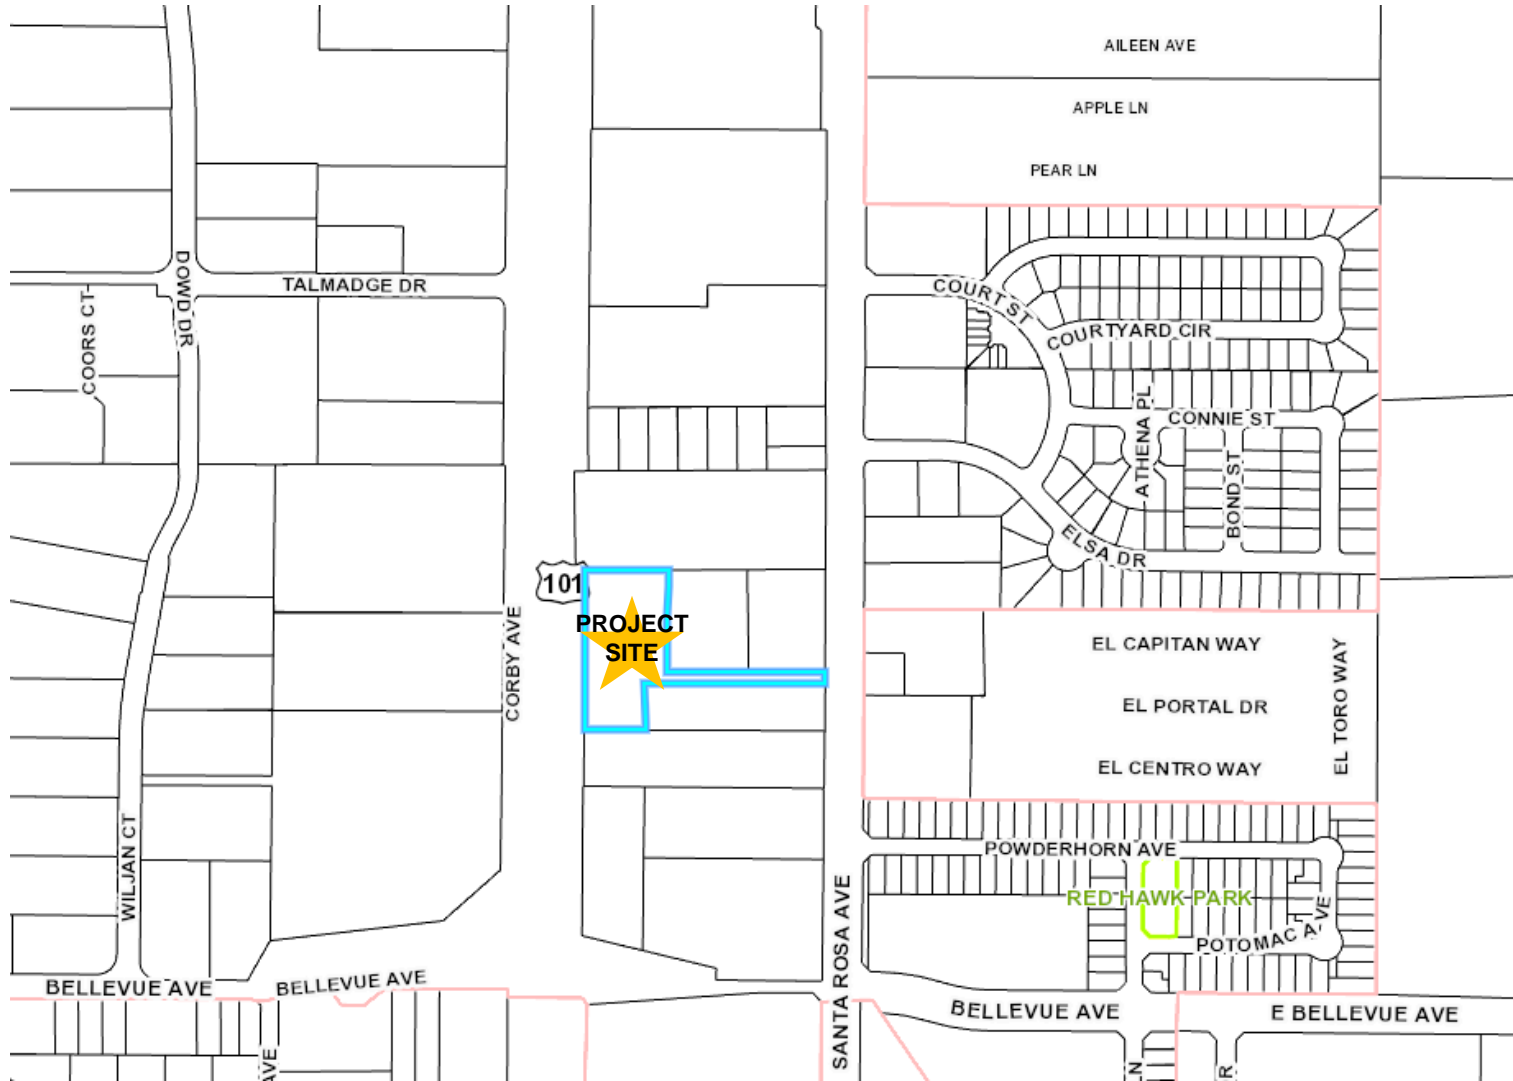 AILEEN AVE
APPLE LN
PEAR LN
DOWD DR
TALMADGE DR
COORS CT
COURT ST
COURTYARD CIR
ATHENA PL
CONNIE ST
BOND ST
ELSA DR
101
PROJECT
SITE
CORBY AVE
EL CAPITAN WAY
EL PORTAL DR
EL CENTRO WAY
EL TORO WAY
WILJAN CT
POWDERHORN AVE
RED HAWK PARK
POTOMAC AVE
SANTA ROSA AVE
BELLEVUE AVE
BELLEVUE AVE
BELLEVUE AVE
E BELLEVUE AVE
AVE
LN
R